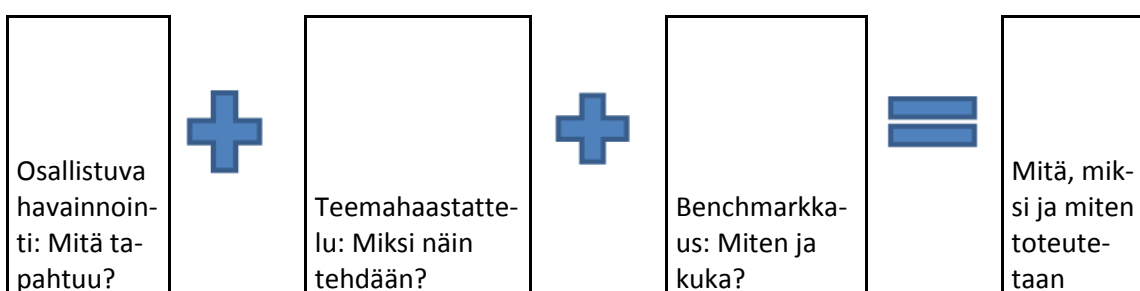 Osallistuva
havainnoin-
ti: Mitä ta-
pahtuu?
Teemahaastatte-
lu: Miksi näin
tehdään?
Benchmarkka-
us: Miten ja
kuka?
Mitä, mik-
si ja miten
toteute-
taan